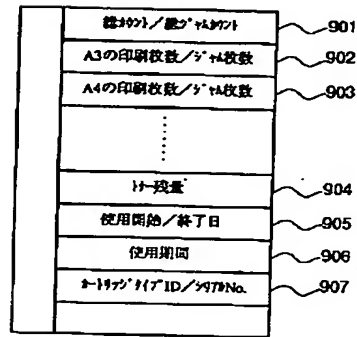 総ｶｳﾝﾄ／総ｼﾞｬﾑｶｳﾝﾄ 901
A3の印刷枚数／ｼﾞｬﾑ枚数 902
A4の印刷枚数／ｼﾞｬﾑ枚数 903
ﾄﾅｰ残量 904
使用開始／終了日 905
使用期間 906
ｶｰﾄﾘｯｼﾞﾀｲﾌﾟID／ｼﾘｱﾙNo. 907